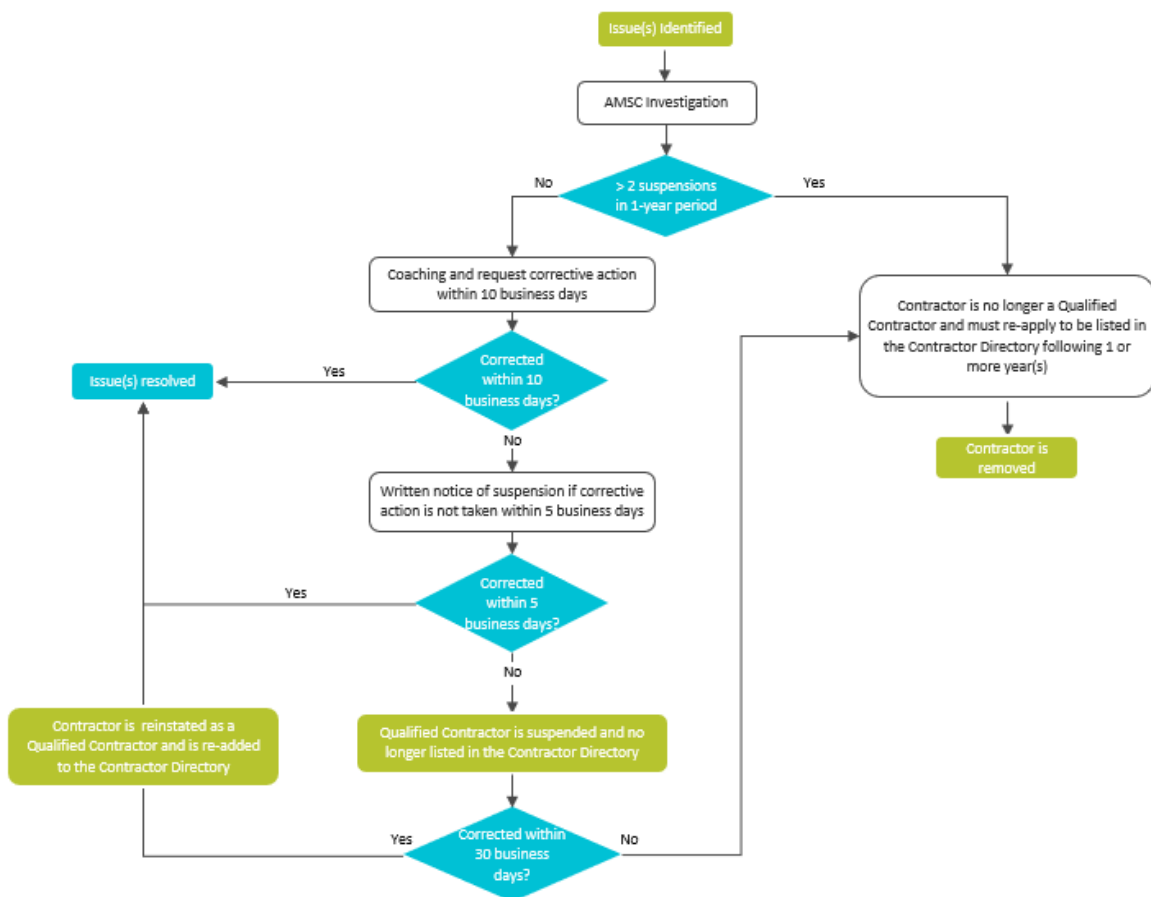 Issue(s) Identified
AMSC Investigation
> 2 suspensions
in 1-year period
No
Yes
Coaching and request corrective action
within 10 business days
Contractor is no longer a Qualified
Contractor and must re-apply to be listed in
the Contractor Directory following 1 or
more year(s)
Corrected
within 10
business days?
Yes
Issue(s) resolved
No
Contractor is
removed
Written notice of suspension if corrective
action is not taken within 5 business days
Corrected
within 5
business days?
Yes
No
Contractor is reinstated as a
Qualified Contractor and is re-added
to the Contractor Directory
Qualified Contractor is suspended and no
longer listed in the Contractor Directory
Corrected within
30 business
days?
Yes
No